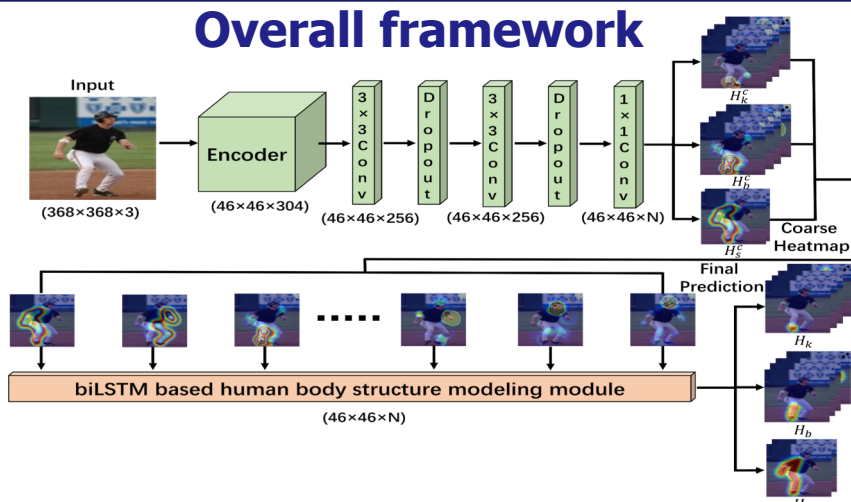 Overall framework
Input
(368×368×3)
Encoder
(46×46×304)
3×3Conv
(46×46×256)
Dropout
3×3Conv
(46×46×256)
Dropout
1×1Conv
(46×46×N)
H_k^c
H_b^c
H_s^c
Coarse
Heatmap
Final
Prediction
biLSTM based human body structure modeling module
(46×46×N)
H_k
H_b